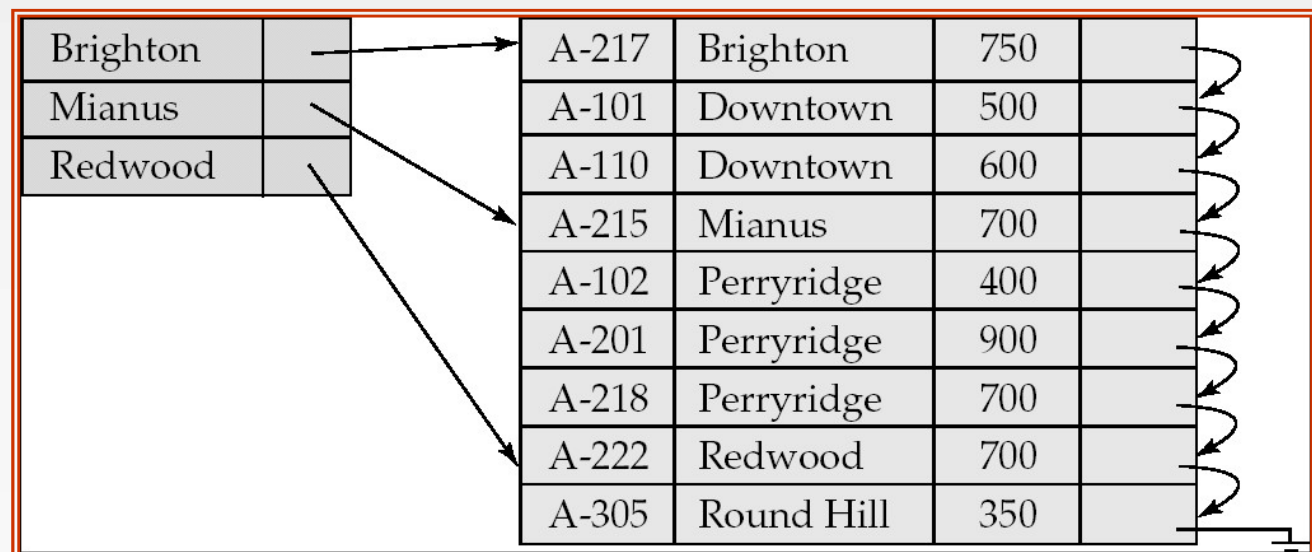 Brighton
Mianus
Redwood
A-217 Brighton 750
A-101 Downtown 500
A-110 Downtown 600
A-215 Mianus 700
A-102 Perryridge 400
A-201 Perryridge 900
A-218 Perryridge 700
A-222 Redwood 700
A-305 Round Hill 350